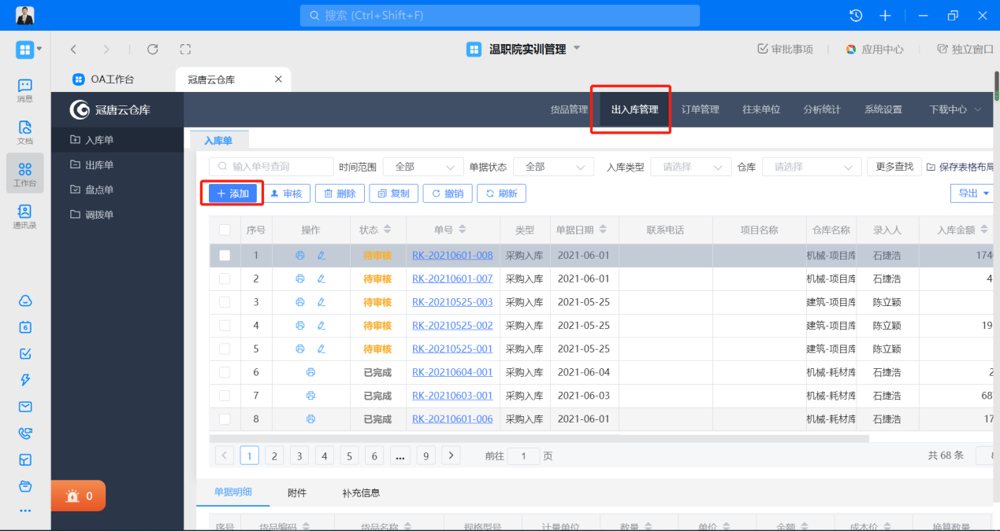 搜索 (Ctrl+Shift+F)
温职院实训管理
审批事项
应用中心
独立窗口
OA工作台
冠唐云仓库
消息
文档
工作台
通讯录
冠唐云仓库
货品管理 出入库管理 订单管理 往来单位 分析统计 系统设置 下载中心
入库单
出库单
盘点单
调拨单
入库单
输入单号查询 时间范围 全部 单据状态 全部 入库类型 请选择 仓库 请选择 更多查找 保存表格布局
添加 审核 删除 复制 撤销 刷新 导出
序号 操作 状态 单号 类型 单据日期 联系电话 项目名称 仓库名称 录入人 入库金额
1 待审核 RK-20210601-008 采购入库 2021-06-01 机械-项目库 石捷浩 174
2 待审核 RK-20210601-007 采购入库 2021-06-01 机械-项目库 石捷浩 4
3 待审核 RK-20210525-003 采购入库 2021-05-25 建筑-项目库 陈立颖
4 待审核 RK-20210525-002 采购入库 2021-05-25 建筑-项目库 陈立颖 19
5 待审核 RK-20210525-001 采购入库 2021-05-25 建筑-项目库 陈立颖
6 已完成 RK-20210604-001 采购入库 2021-06-04 机械-耗材库 石捷浩 2
7 已完成 RK-20210603-001 采购入库 2021-06-03 机械-耗材库 石捷浩 68
8 已完成 RK-20210601-006 采购入库 2021-06-01 机械-耗材库 石捷浩 17
1 2 3 4 5 6 ... 9 前往 1 页 共 68 条
6
0
单据明细 附件 补充信息
序号 货品编码 货品名称 规格型号 计量单位 数量 单价 金额 成本价 换算数量